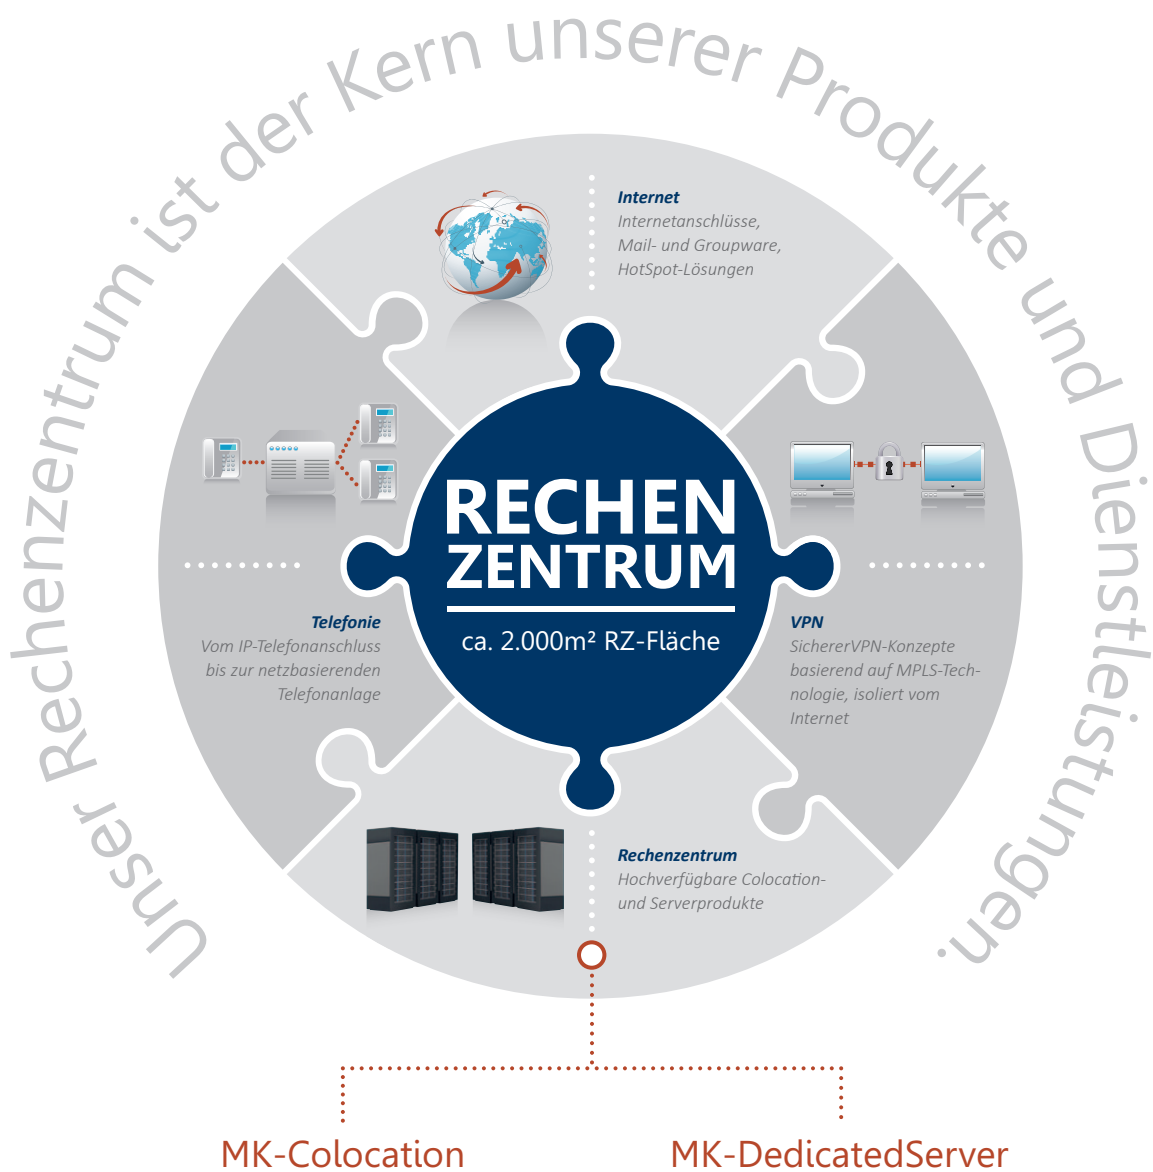 Unser Rechenzentrum ist der Kern unserer Produkte und Dienstleistungen.
Internet
Internetanschlüsse,
Mail- und Groupware,
HotSpot-Lösungen
RECHEN
ZENTRUM
ca. 2.000m² RZ-Fläche
Telefonie
Vom IP-Telefonanschluss
bis zur netzbasierenden
Telefonanlage
VPN
SichererVPN-Konzepte
basierend auf MPLS-Tech-
nologie, isoliert vom
Internet
Rechenzentrum
Hochverfügbare Colocation-
und Serverprodukte
MK-Colocation
MK-DedicatedServer